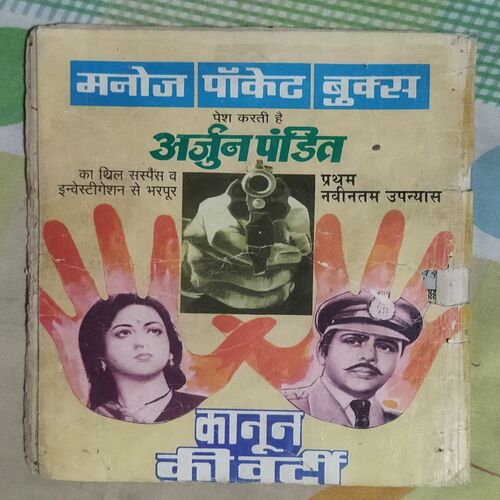 मनोज पॉकेट बुक्स
पेश करती है
अर्जुन पंडित
का थ्रिल सस्पैंस व
इन्वेस्टीगेशन से भरपूर
प्रथम
नवीनतम उपन्यास
कानून
की वर्दी